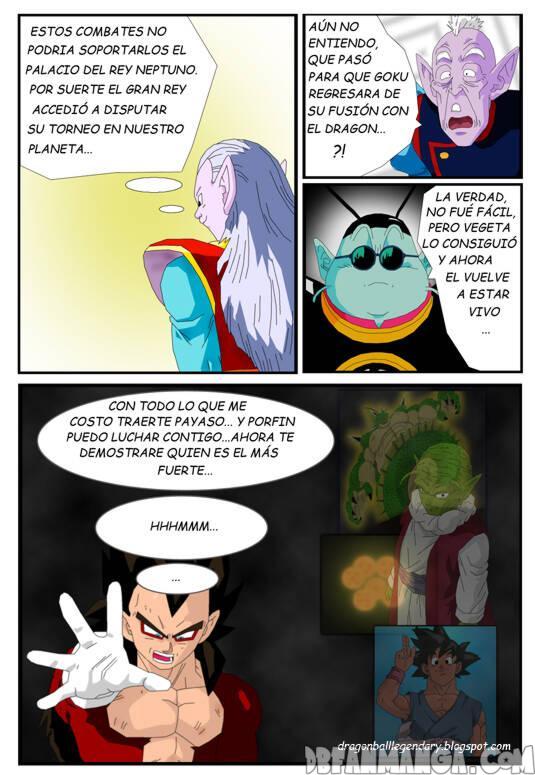 ESTOS COMBATES NO
PODRIA SOPORTARLOS EL
PALACIO DEL REY NEPTUNO.
POR SUERTE EL GRAN REY
ACCEDIÓ A DISPUTAR
SU TORNEO EN NUESTRO
PLANETA...
AÚN NO
ENTIENDO,
QUE PASÓ
PARA QUE GOKU
REGRESARA DE
SU FUSIÓN CON
EL DRAGON...
?!
LA VERDAD,
NO FUÉ FÁCIL,
PERO VEGETA
LO CONSIGUIÓ
Y AHORA
EL VUELVE
A ESTAR
VIVO
...
CON TODO LO QUE ME
COSTO TRAERTE PAYASO... Y PORFIN
PUEDO LUCHAR CONTIGO...AHORA TE
DEMOSTRARE QUIEN ES EL MÁS
FUERTE...
HHHMMM...
...
dragonballlegendary.blogspot.com
DBFANMANGA.COM